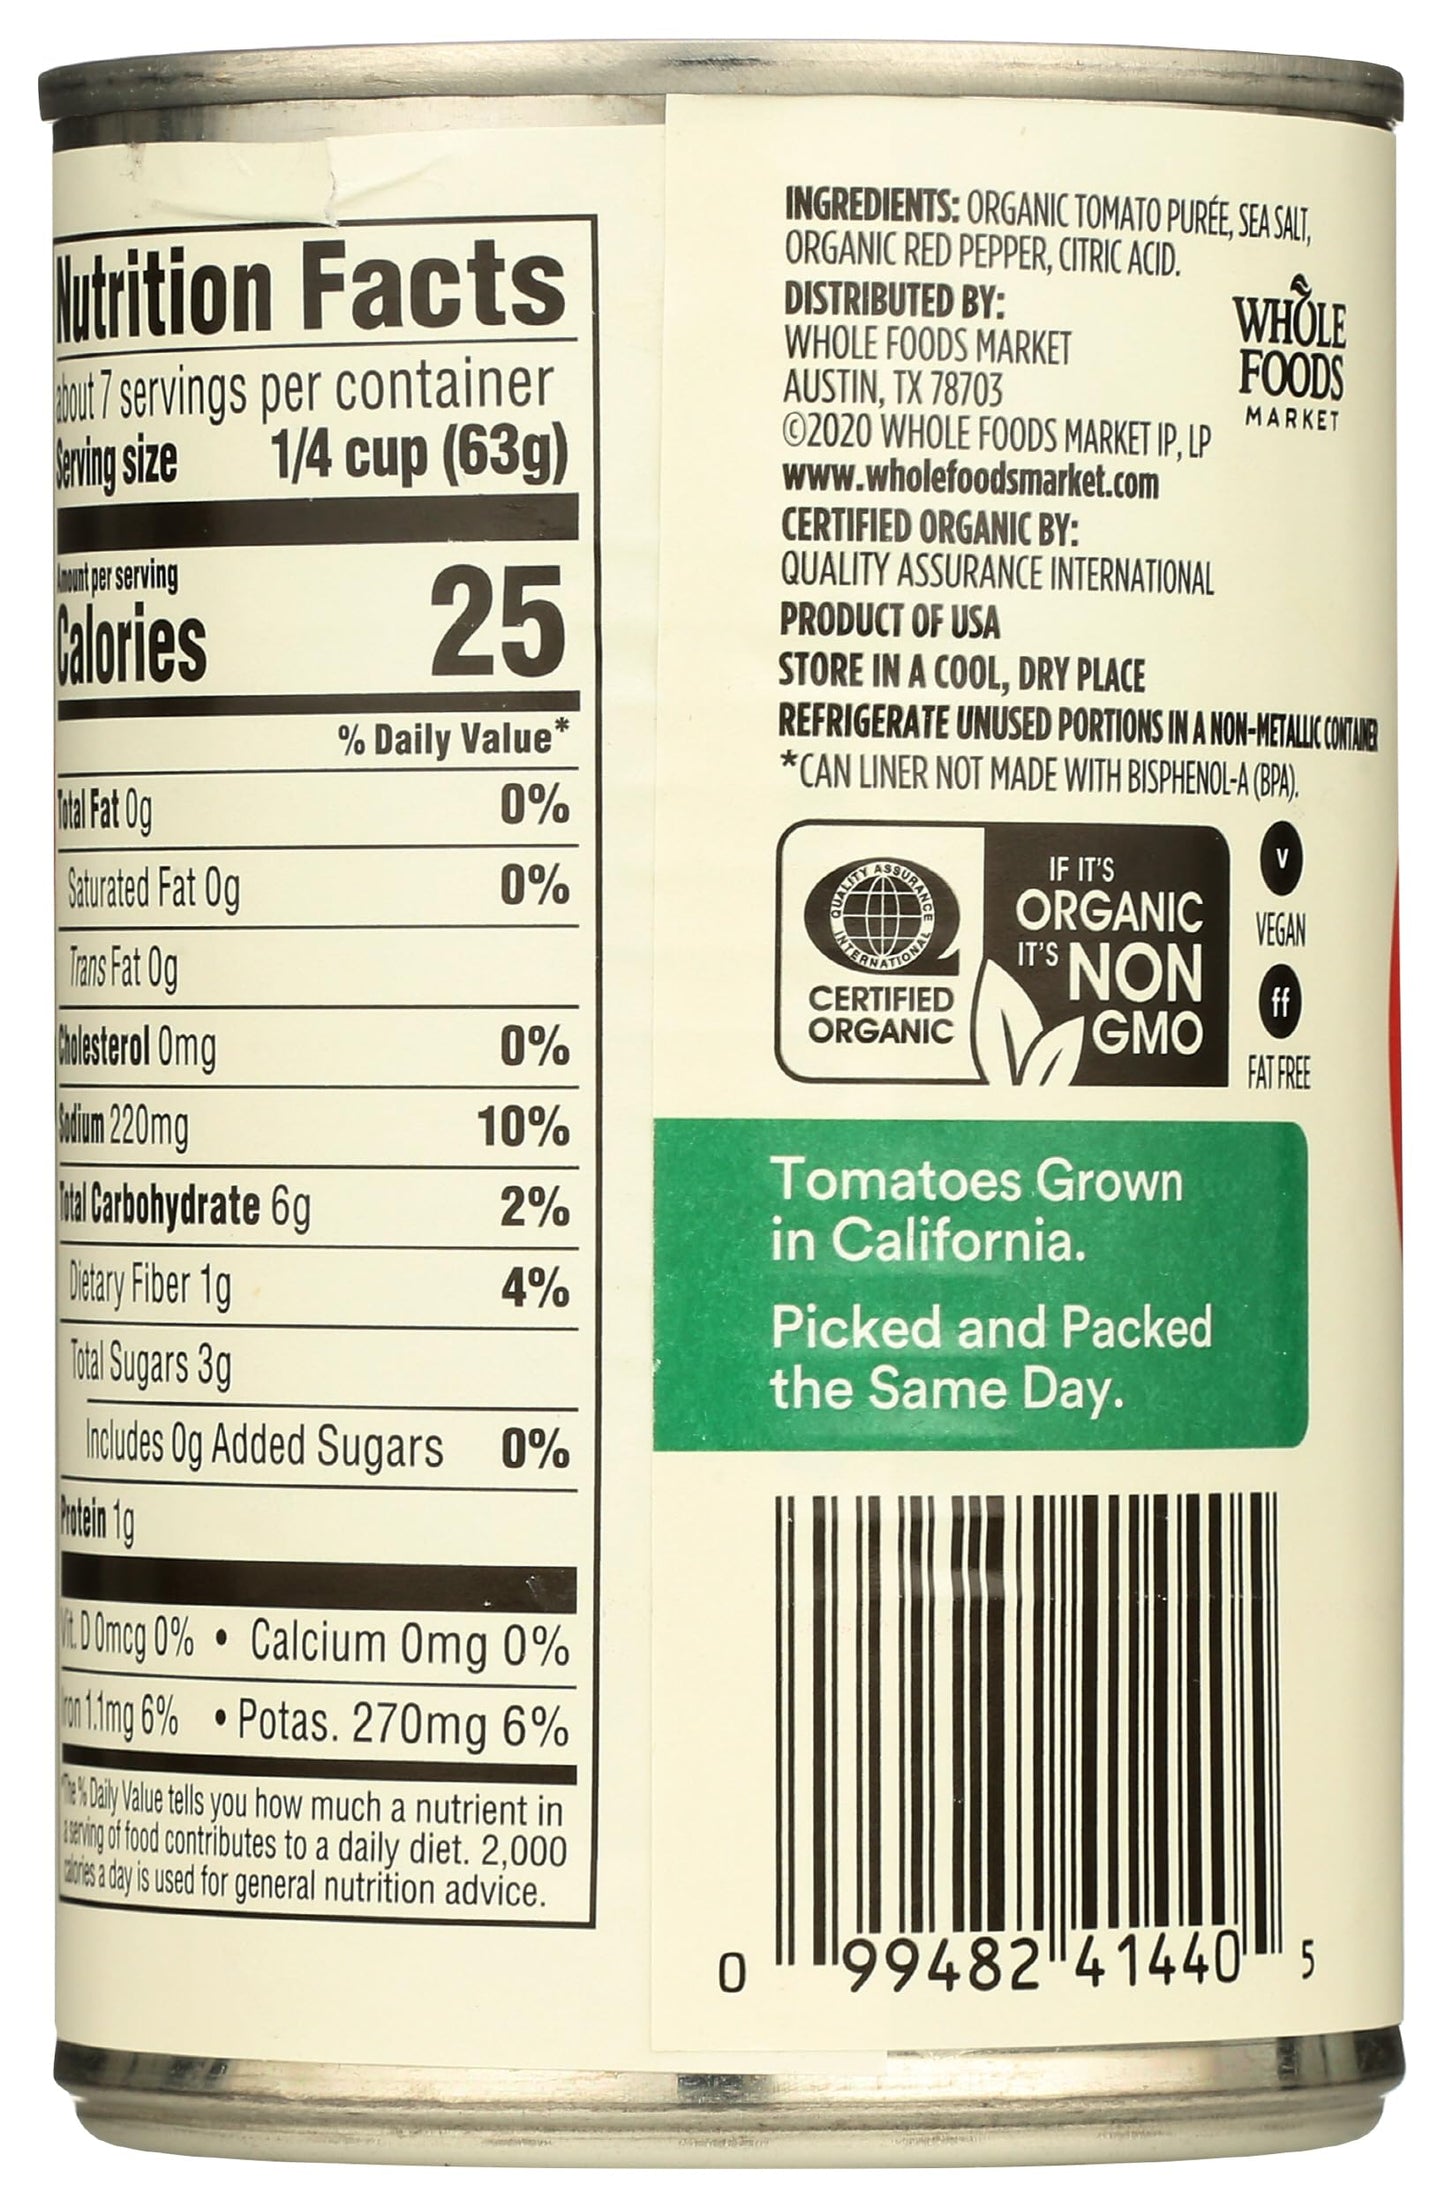 Nutrition Facts
about 7 servings per container
Serving size 1/4 cup (63g)
Amount per serving
Calories 25
% Daily Value*
Total Fat 0g 0%
Saturated Fat 0g 0%
Trans Fat 0g
Cholesterol 0mg 0%
Sodium 220mg 10%
Total Carbohydrate 6g 2%
Dietary Fiber 1g 4%
Total Sugars 3g
Includes 0g Added Sugars 0%
Protein 1g
Vit. D 0mcg 0% • Calcium 0mg 0%
Iron 1.1mg 6% • Potas. 270mg 6%
*The % Daily Value tells you how much a nutrient in
a serving of food contributes to a daily diet. 2,000
calories a day is used for general nutrition advice.
INGREDIENTS: ORGANIC TOMATO PURÉE, SEA SALT,
ORGANIC RED PEPPER, CITRIC ACID.
DISTRIBUTED BY:
WHOLE FOODS MARKET
AUSTIN, TX 78703
©2020 WHOLE FOODS MARKET IP, LP
www.wholefoodsmarket.com
CERTIFIED ORGANIC BY:
QUALITY ASSURANCE INTERNATIONAL
PRODUCT OF USA
STORE IN A COOL, DRY PLACE
REFRIGERATE UNUSED PORTIONS IN A NON-METALLIC CONTAINER
*CAN LINER NOT MADE WITH BISPHENOL-A (BPA).
WHOLE
FOODS
MARKET
QUALITY ASSURANCE
INTERNATIONAL
CERTIFIED
ORGANIC
IF IT'S
ORGANIC
IT'S NON
GMO
V
VEGAN
ff
FAT FREE
Tomatoes Grown
in California.
Picked and Packed
the Same Day.
0 99482 41440 5